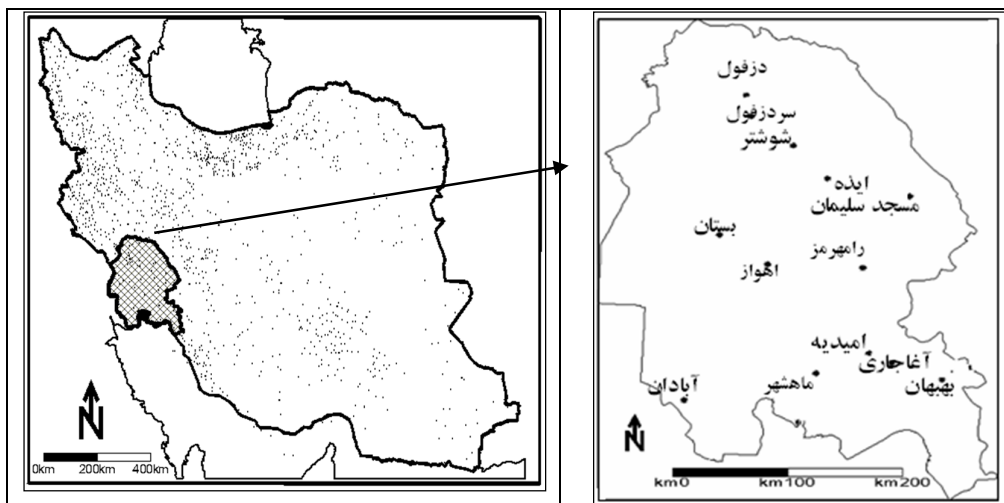 N
0km 200km 400km
دزفول
سردزفول
شوشتر
ایذه
مسجد سلیمان
بستان
رامهرمز
اهواز
امیدیه
آغاجاری
بهبهان
ماهشهر
آبادان
N
km0 km100 km200